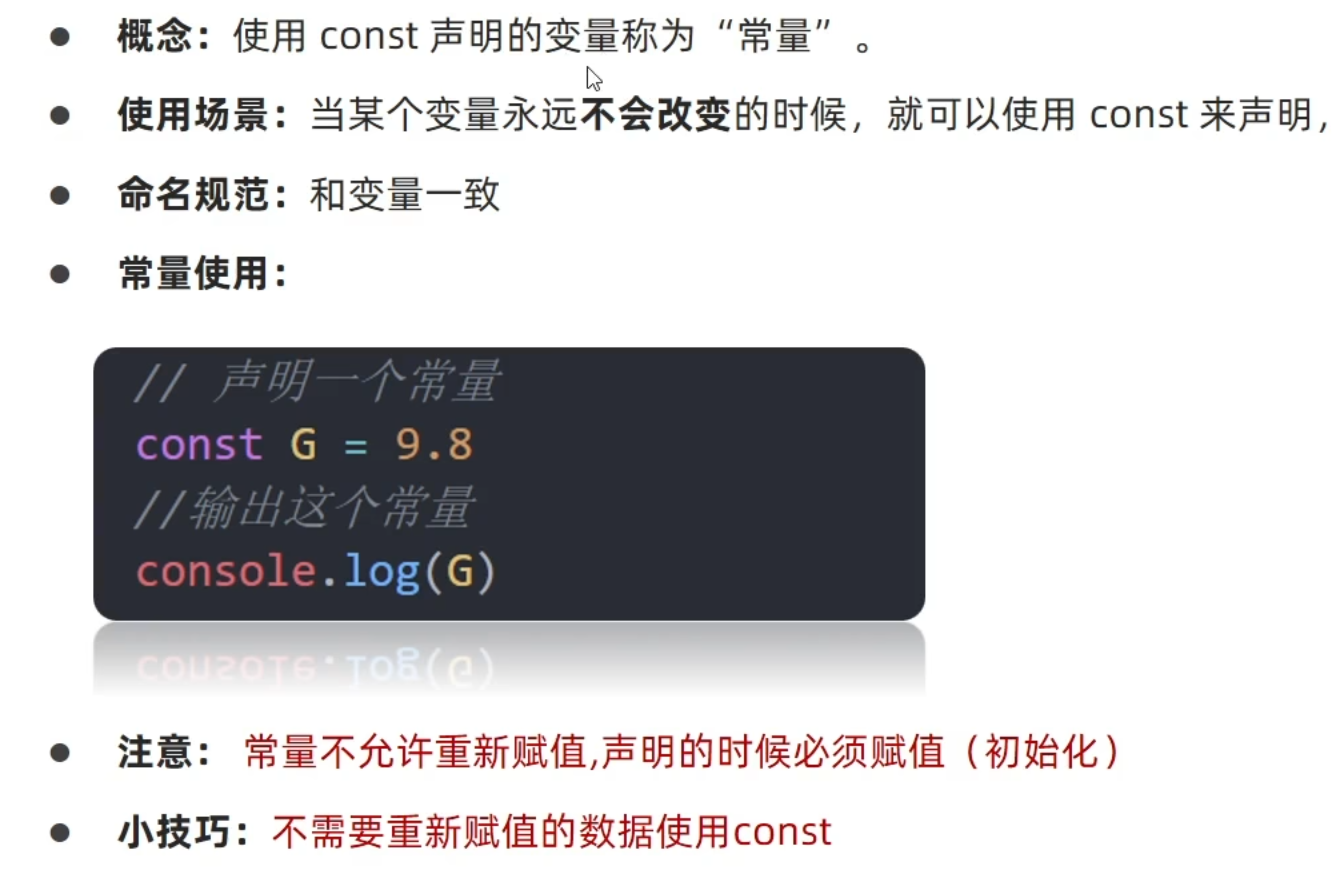 概念：使用 const 声明的变量称为“常量”。
使用场景：当某个变量永远不会改变的时候，就可以使用 const 来声明，
命名规范：和变量一致
常量使用：
// 声明一个常量
const G = 9.8
//输出这个常量
console.log(G)
注意： 常量不允许重新赋值,声明的时候必须赋值（初始化）
小技巧：不需要重新赋值的数据使用const